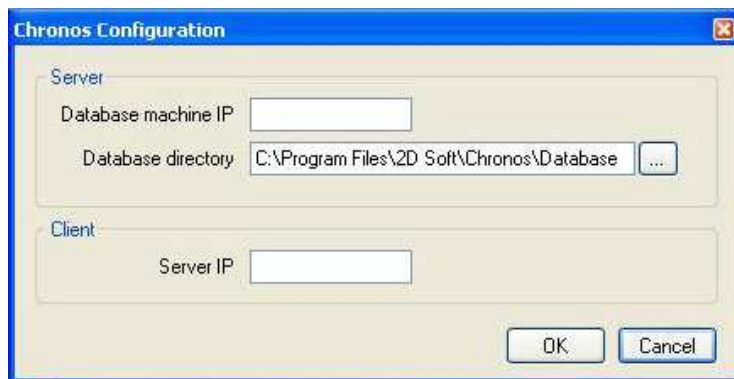 Chronos Configuration
Server
Database machine IP
Database directory C:\Program Files\2D Soft\Chronos\Database ...
Client
Server IP
OK Cancel